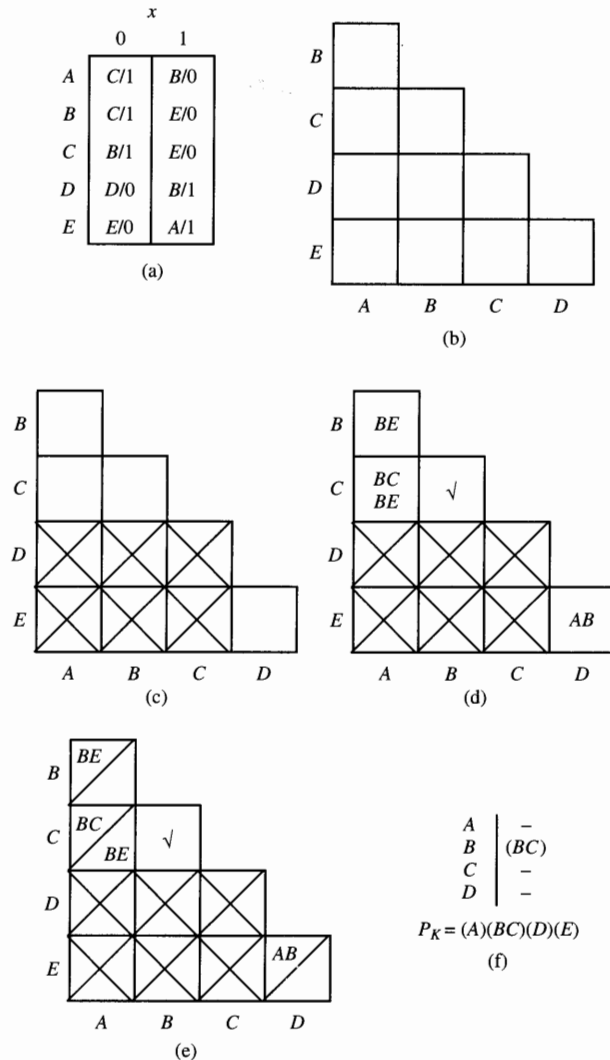 x
0 1
A C/1 B/0
B C/1 E/0
C B/1 E/0
D D/0 B/1
E E/0 A/1
(a)
B
C
D
E
A B C D
(b)
B
C
D
E
A B C D
(c)
B BE
C BC
BE √
D
E AB
A B C D
(d)
B BE
C BC
BE √
D
E AB
A B C D
(e)
A –
B (BC)
C –
D –
P_K = (A)(BC)(D)(E)
(f)